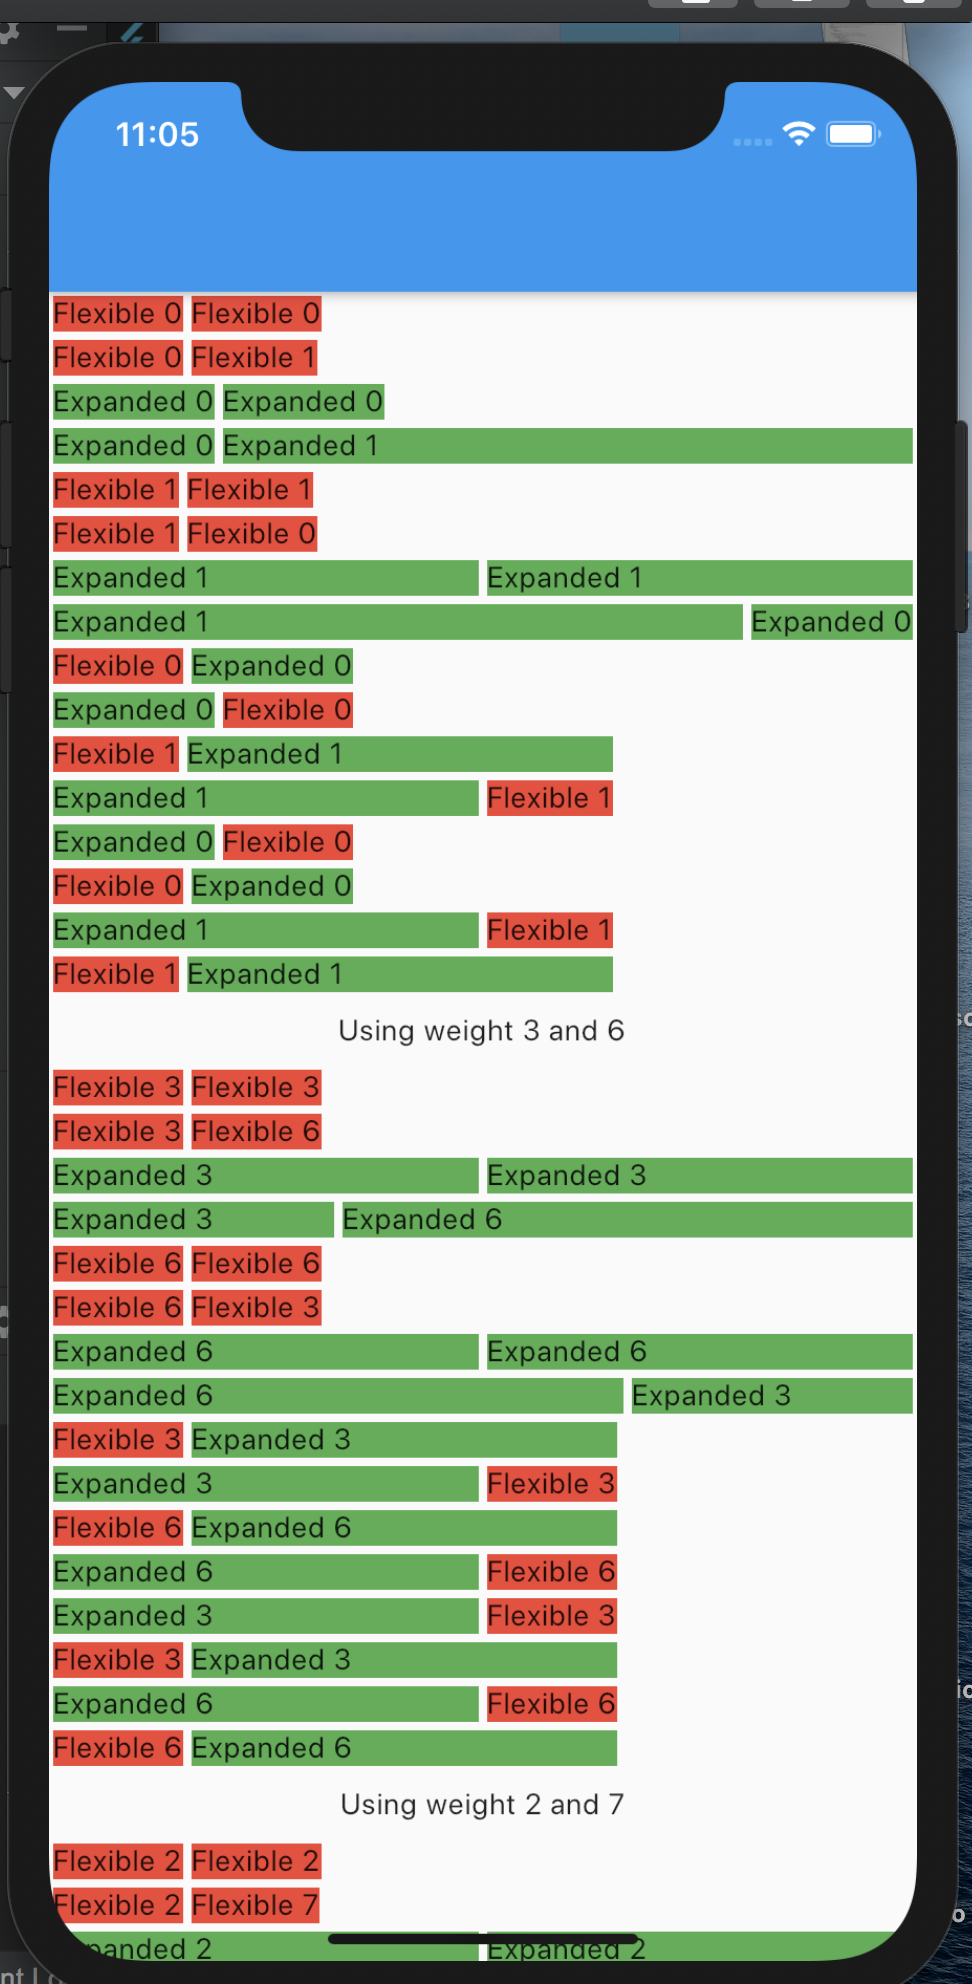 11:05
Flexible 0 Flexible 0
Flexible 0 Flexible 1
Expanded 0 Expanded 0
Expanded 0 Expanded 1
Flexible 1 Flexible 1
Flexible 1 Flexible 0
Expanded 1 Expanded 1
Expanded 1 Expanded 0
Flexible 0 Expanded 0
Expanded 0 Flexible 0
Flexible 1 Expanded 1
Expanded 1 Flexible 1
Expanded 0 Flexible 0
Flexible 0 Expanded 0
Expanded 1 Flexible 1
Flexible 1 Expanded 1
Using weight 3 and 6
Flexible 3 Flexible 3
Flexible 3 Flexible 6
Expanded 3 Expanded 3
Expanded 3 Expanded 6
Flexible 6 Flexible 6
Flexible 6 Flexible 3
Expanded 6 Expanded 6
Expanded 6 Expanded 3
Flexible 3 Expanded 3
Expanded 3 Flexible 3
Flexible 6 Expanded 6
Expanded 6 Flexible 6
Expanded 3 Flexible 3
Flexible 3 Expanded 3
Expanded 6 Flexible 6
Flexible 6 Expanded 6
Using weight 2 and 7
Flexible 2 Flexible 2
Flexible 2 Flexible 7
panded 2 Expanded 2